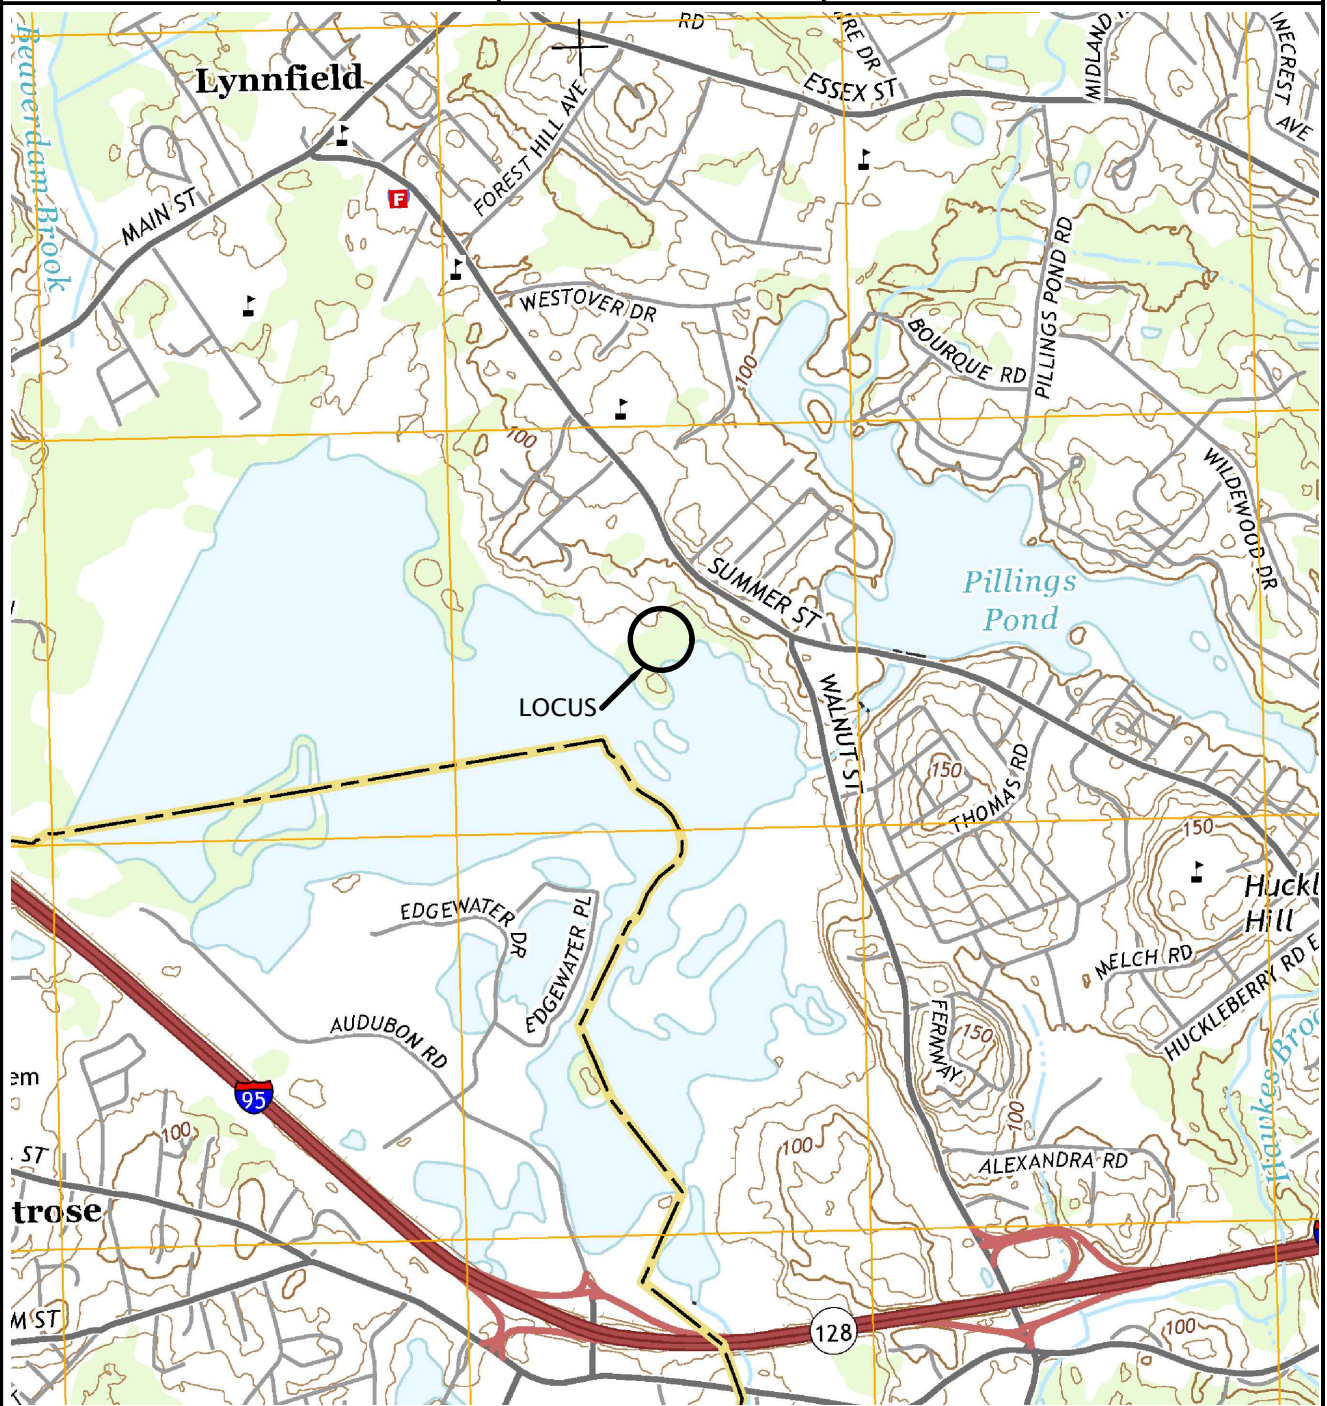 RD
RE DR
MIDLAND
INECREST AVE
Beaverdam Brook
Lynnfield
ESSEX ST
FOREST HILL AVE
F
MAIN ST
PILLINGS POND RD
WESTOVER DR
BOURQUE RD
100
100
WILDEWOOD DR
SUMMER ST
Pillings
Pond
LOCUS
WALNUT ST
150
THOMAS RD
150
Huckl
Hill
EDGEWATER DR
EDGEWATER PL
MELCH RD
HUCKLEBERRY RD E
AUDUBON RD
FERNWAY
150
Hawkes Broo
em
95
100
100
100
ST
ALEXANDRA RD
trose
M ST
128
100